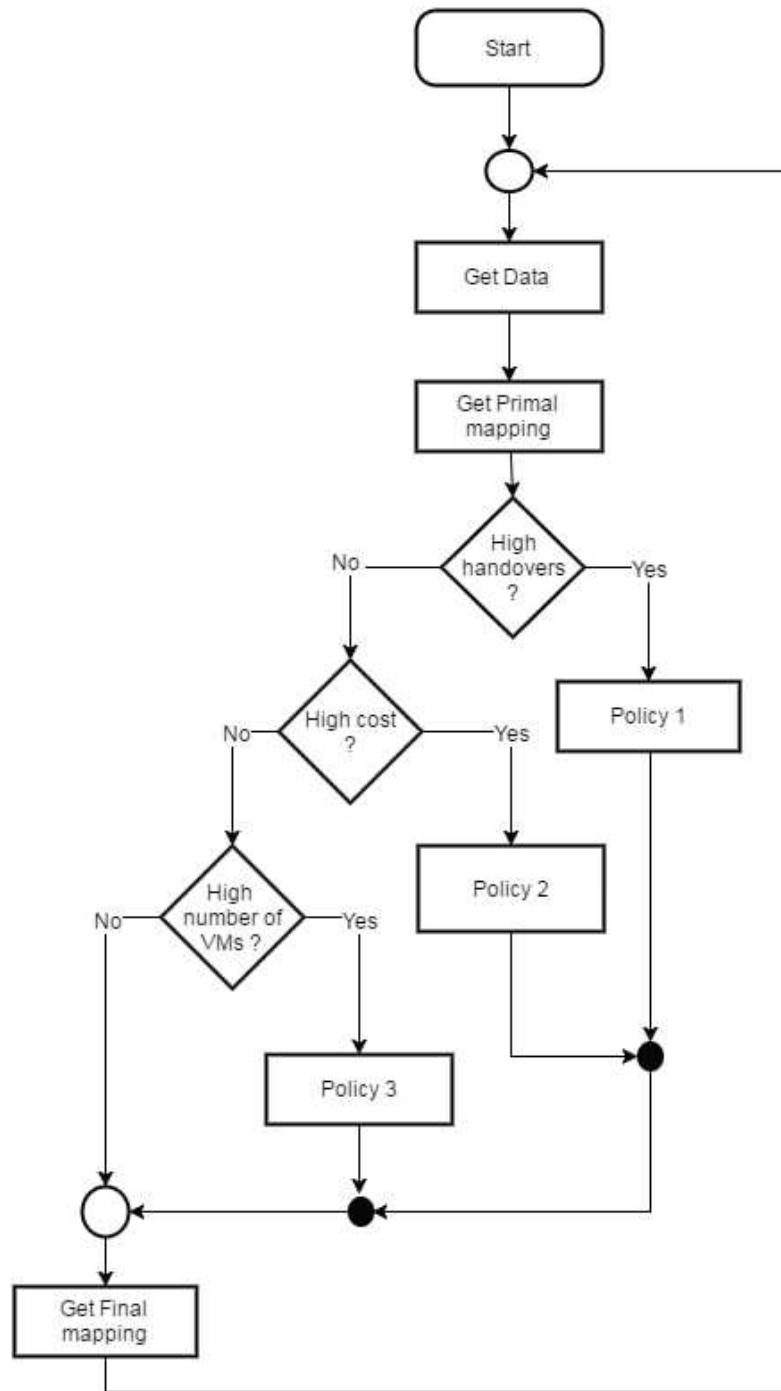 Start
Get Data
Get Primal
mapping
High
handovers
?
No
Yes
Policy 1
High cost
?
No
Yes
Policy 2
High
number of
VMs ?
No
Yes
Policy 3
Get Final
mapping